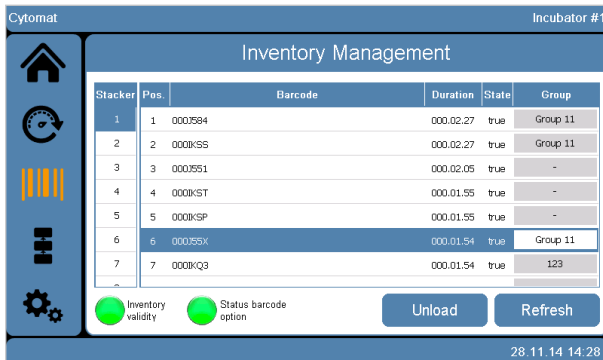 Cytomat Incubator #1
Inventory Management
Stacker Pos. Barcode Duration State Group
1 1 000J584 000.02.27 true Group 11
2 2 000IKSS 000.02.27 true Group 11
3 3 000J551 000.02.05 true -
4 4 000IKST 000.01.55 true -
5 5 000IKSP 000.01.55 true -
6 6 000J55X 000.01.54 true Group 11
7 7 000IKQ3 000.01.54 true 123
Inventory validity Status barcode option Unload Refresh
28.11.14 14:28